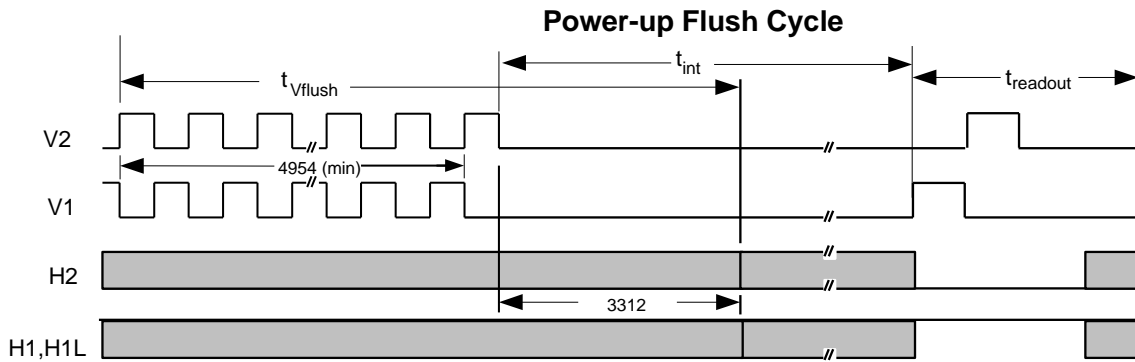 Power-up Flush Cycle
tVflush
tint
treadout
V2
4954 (min)
V1
H2
3312
H1,H1L